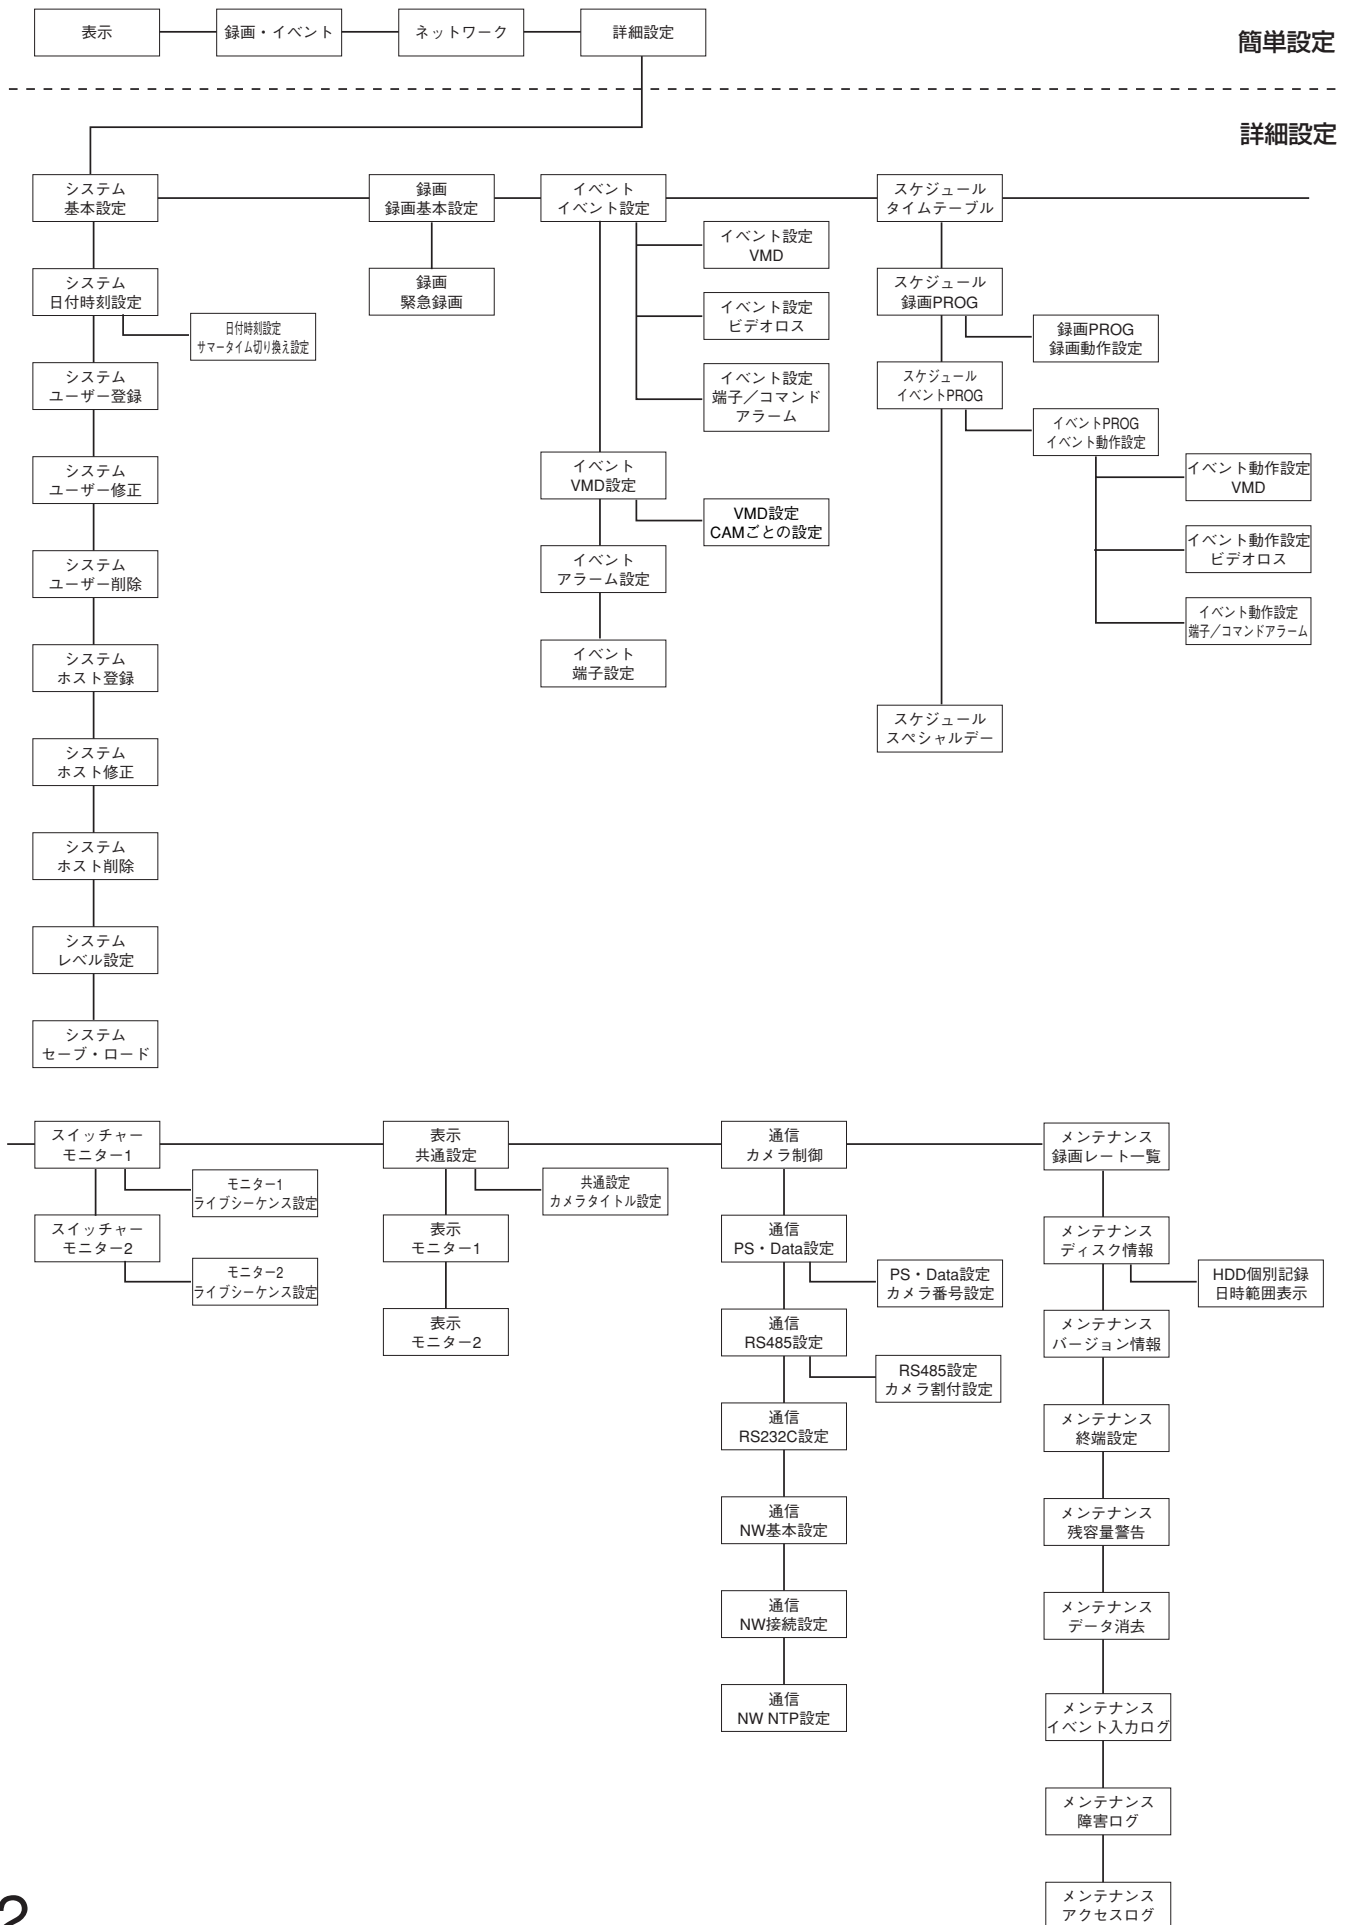 表示
録画・イベント
ネットワーク
詳細設定
簡単設定
詳細設定
システム
基本設定
録画
録画基本設定
イベント
イベント設定
スケジュール
タイムテーブル
システム
日付時刻設定
日付時刻設定
サマータイム切り換え設定
システム
ユーザー登録
システム
ユーザー修正
システム
ユーザー削除
システム
ホスト登録
システム
ホスト修正
システム
ホスト削除
システム
レベル設定
システム
セーブ・ロード
録画
緊急録画
イベント設定
VMD
イベント設定
ビデオロス
イベント設定
端子／コマンド
アラーム
イベント
VMD設定
VMD設定
CAMごとの設定
イベント
アラーム設定
イベント
端子設定
スケジュール
録画PROG
録画PROG
録画動作設定
スケジュール
イベントPROG
イベントPROG
イベント動作設定
イベント動作設定
VMD
イベント動作設定
ビデオロス
イベント動作設定
端子／コマンドアラーム
スケジュール
スペシャルデー
スイッチャー
モニター1
モニター1
ライブシーケンス設定
スイッチャー
モニター2
モニター2
ライブシーケンス設定
表示
共通設定
共通設定
カメラタイトル設定
表示
モニター1
表示
モニター2
通信
カメラ制御
通信
PS・Data設定
PS・Data設定
カメラ番号設定
通信
RS485設定
RS485設定
カメラ割付設定
通信
RS232C設定
通信
NW基本設定
通信
NW接続設定
通信
NW NTP設定
メンテナンス
録画レート一覧
メンテナンス
ディスク情報
HDD個別記録
日時範囲表示
メンテナンス
バージョン情報
メンテナンス
終端設定
メンテナンス
残容量警告
メンテナンス
データ消去
メンテナンス
イベント入力ログ
メンテナンス
障害ログ
メンテナンス
アクセスログ
2